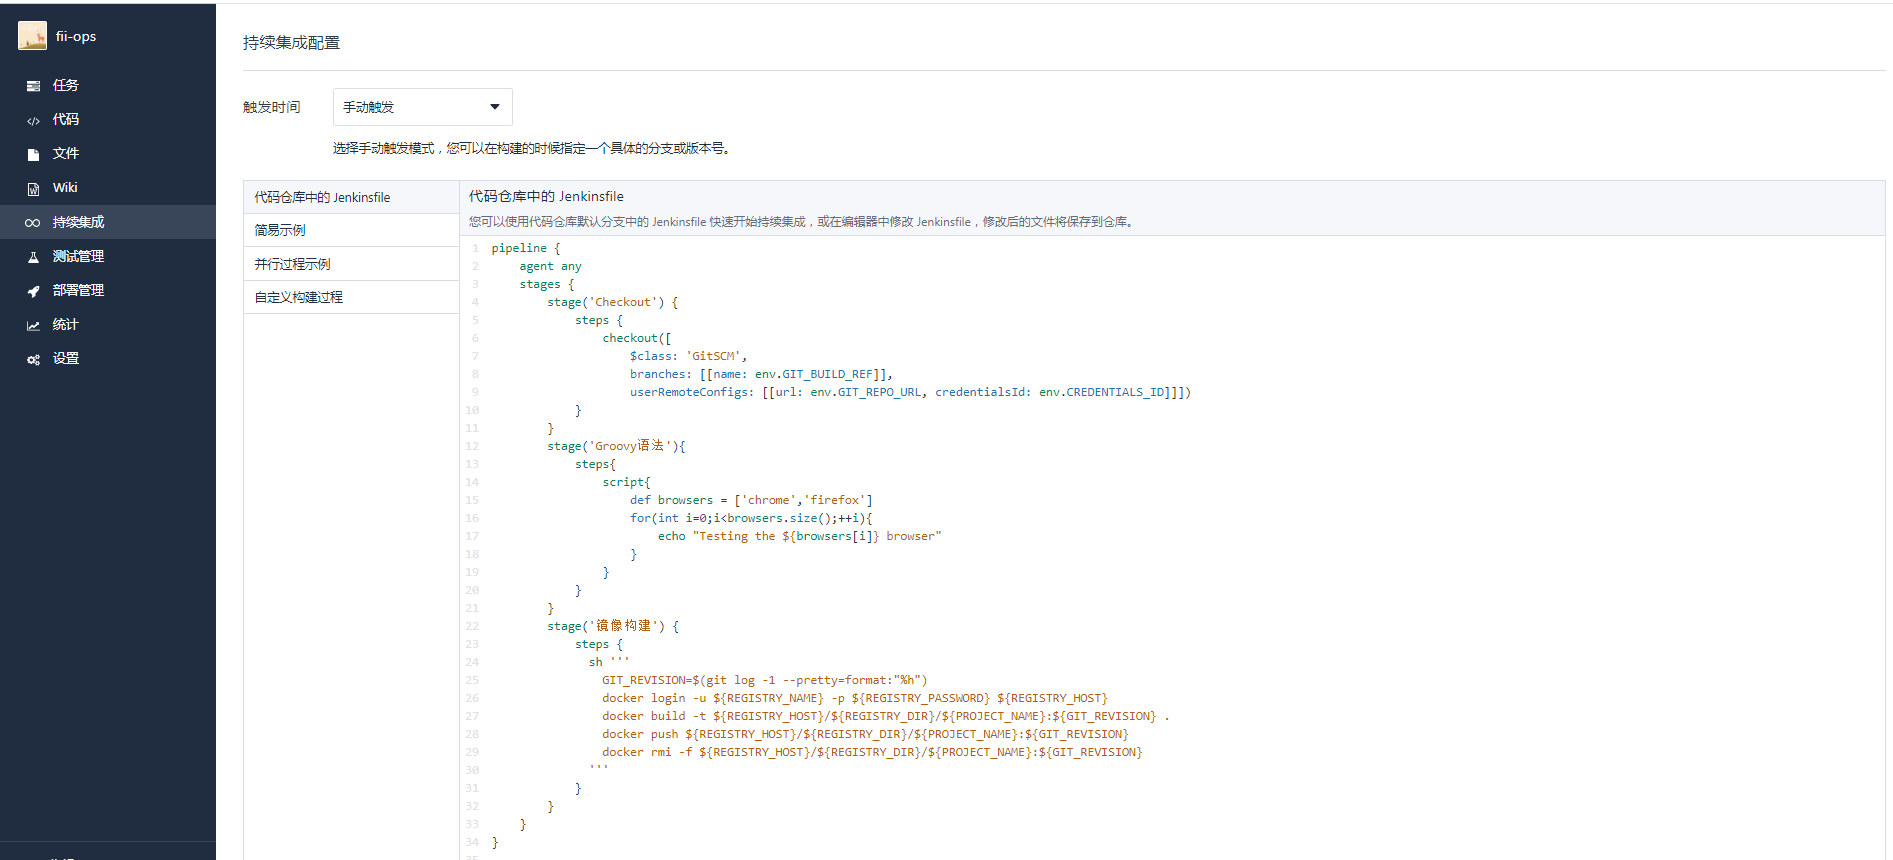 fii-ops
任务
代码
文件
Wiki
持续集成
测试管理
部署管理
统计
设置
持续集成配置
触发时间
手动触发
选择手动触发模式，您可以在构建的时候指定一个具体的分支或版本号。
代码仓库中的 Jenkinsfile
简易示例
并行过程示例
自定义构建过程
代码仓库中的 Jenkinsfile
您可以使用代码仓库默认分支中的 Jenkinsfile 快速开始持续集成，或在编辑器中修改 Jenkinsfile，修改后的文件将保存到仓库。
1 pipeline {
2     agent any
3     stages {
4         stage('Checkout') {
5             steps {
6                 checkout([
7                     $class: 'GitSCM',
8                     branches: [[name: env.GIT_BUILD_REF]],
9                     userRemoteConfigs: [[url: env.GIT_REPO_URL, credentialsId: env.CREDENTIALS_ID]]])
10             }
11         }
12         stage('Groovy语法'){
13             steps{
14                 script{
15                     def browsers = ['chrome','firefox']
16                     for(int i=0;i<browsers.size();++i){
17                         echo "Testing the ${browsers[i]} browser"
18                     }
19                 }
20             }
21         }
22         stage('镜像构建') {
23             steps {
24               sh '''
25                 GIT_REVISION=$(git log -1 --pretty=format:"%h")
26                 docker login -u ${REGISTRY_NAME} -p ${REGISTRY_PASSWORD} ${REGISTRY_HOST}
27                 docker build -t ${REGISTRY_HOST}/${REGISTRY_DIR}/${PROJECT_NAME}:${GIT_REVISION} .
28                 docker push ${REGISTRY_HOST}/${REGISTRY_DIR}/${PROJECT_NAME}:${GIT_REVISION}
29                 docker rmi -f ${REGISTRY_HOST}/${REGISTRY_DIR}/${PROJECT_NAME}:${GIT_REVISION}
30               '''
31             }
32         }
33     }
34 }
35